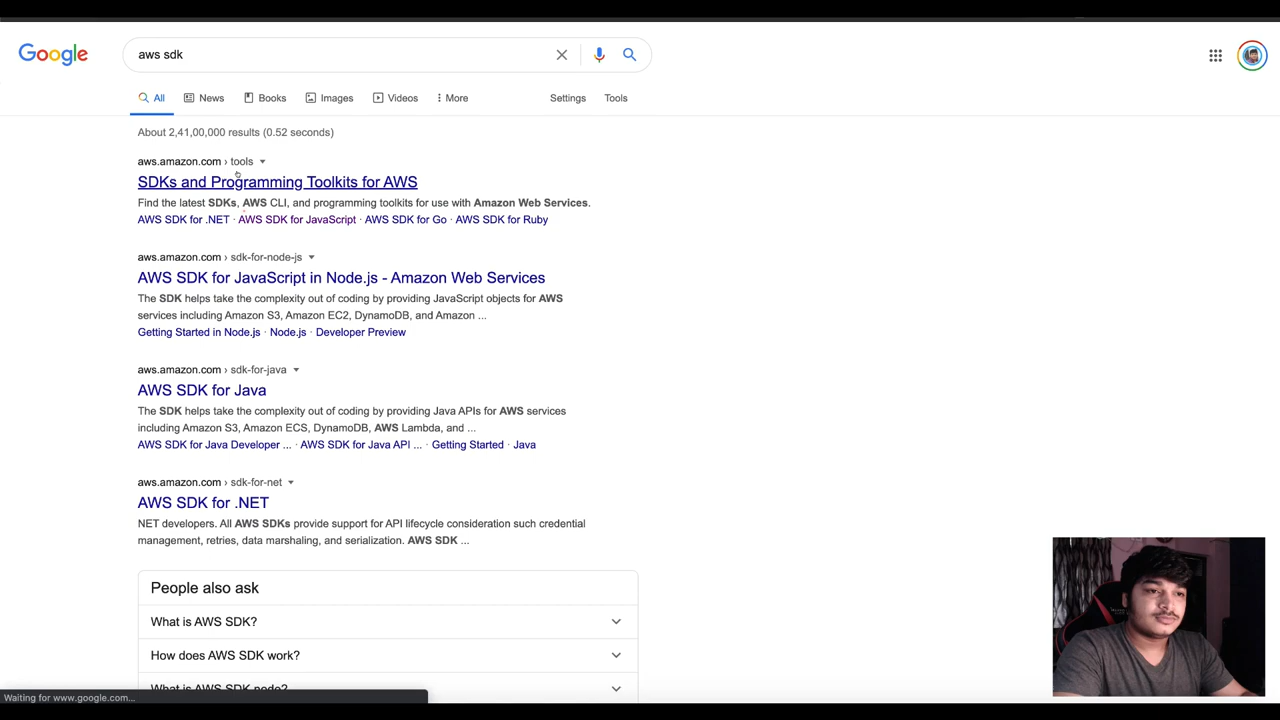 Google
aws sdk
All
News
Books
Images
Videos
More
Settings
Tools
About 2,41,00,000 results (0.52 seconds)
aws.amazon.com › tools
SDKs and Programming Toolkits for AWS
Find the latest SDKs, AWS CLI, and programming toolkits for use with Amazon Web Services.
AWS SDK for .NET · AWS SDK for JavaScript · AWS SDK for Go · AWS SDK for Ruby
aws.amazon.com › sdk-for-node-js
AWS SDK for JavaScript in Node.js - Amazon Web Services
The SDK helps take the complexity out of coding by providing JavaScript objects for AWS
services including Amazon S3, Amazon EC2, DynamoDB, and Amazon ...
Getting Started in Node.js · Node.js · Developer Preview
aws.amazon.com › sdk-for-java
AWS SDK for Java
The SDK helps take the complexity out of coding by providing Java APIs for AWS services
including Amazon S3, Amazon ECS, DynamoDB, AWS Lambda, and ...
AWS SDK for Java Developer ... · AWS SDK for Java API ... · Getting Started · Java
aws.amazon.com › sdk-for-net
AWS SDK for .NET
NET developers. All AWS SDKs provide support for API lifecycle consideration such credential
management, retries, data marshaling, and serialization. AWS SDK ...
People also ask
What is AWS SDK?
How does AWS SDK work?
What is AWS SDK node?
Waiting for www.google.com...